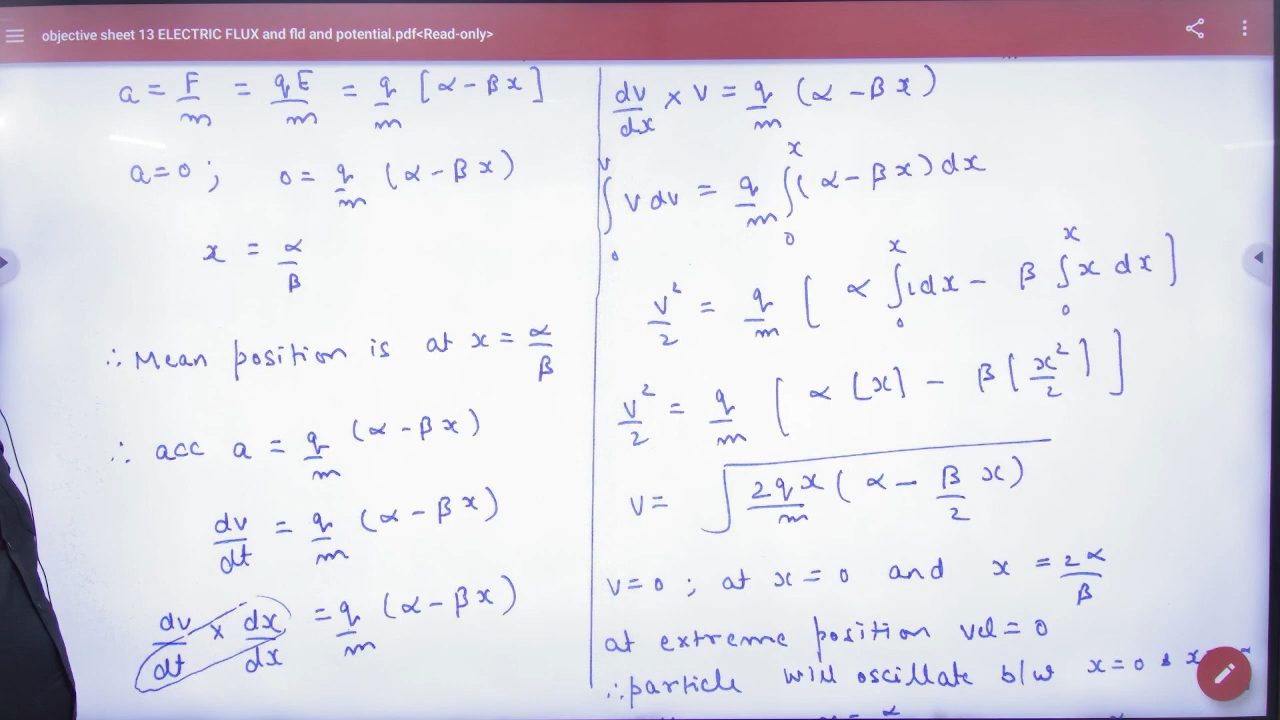 objective sheet 13 ELECTRIC FLUX and fld and potential.pdf<Read-only>
a = F/m = qE/m = q/m [α - βx]
a=0 ; 0 = q/m (α - βx)
x = α/β
∴ Mean position is at x = α/β
∴ acc a = q/m (α - βx)
dv/dt = q/m (α - βx)
dv/dt x dx/dx = q/m (α - βx)
dv/dx x v = q/m (α - βx)
∫₀ᵛ v dv = q/m ∫₀ˣ (α - βx) dx
v²/2 = q/m [ α ∫₀ˣ 1dx - β ∫₀ˣ x dx ]
v²/2 = q/m [ α [x] - β [x²/2] ]
v = √(2qx/m (α - β/2 x))
v=0 ; at x=0 and x = 2α/β
at extreme position vel = 0
∴ particle will oscillate b/w x=0 &